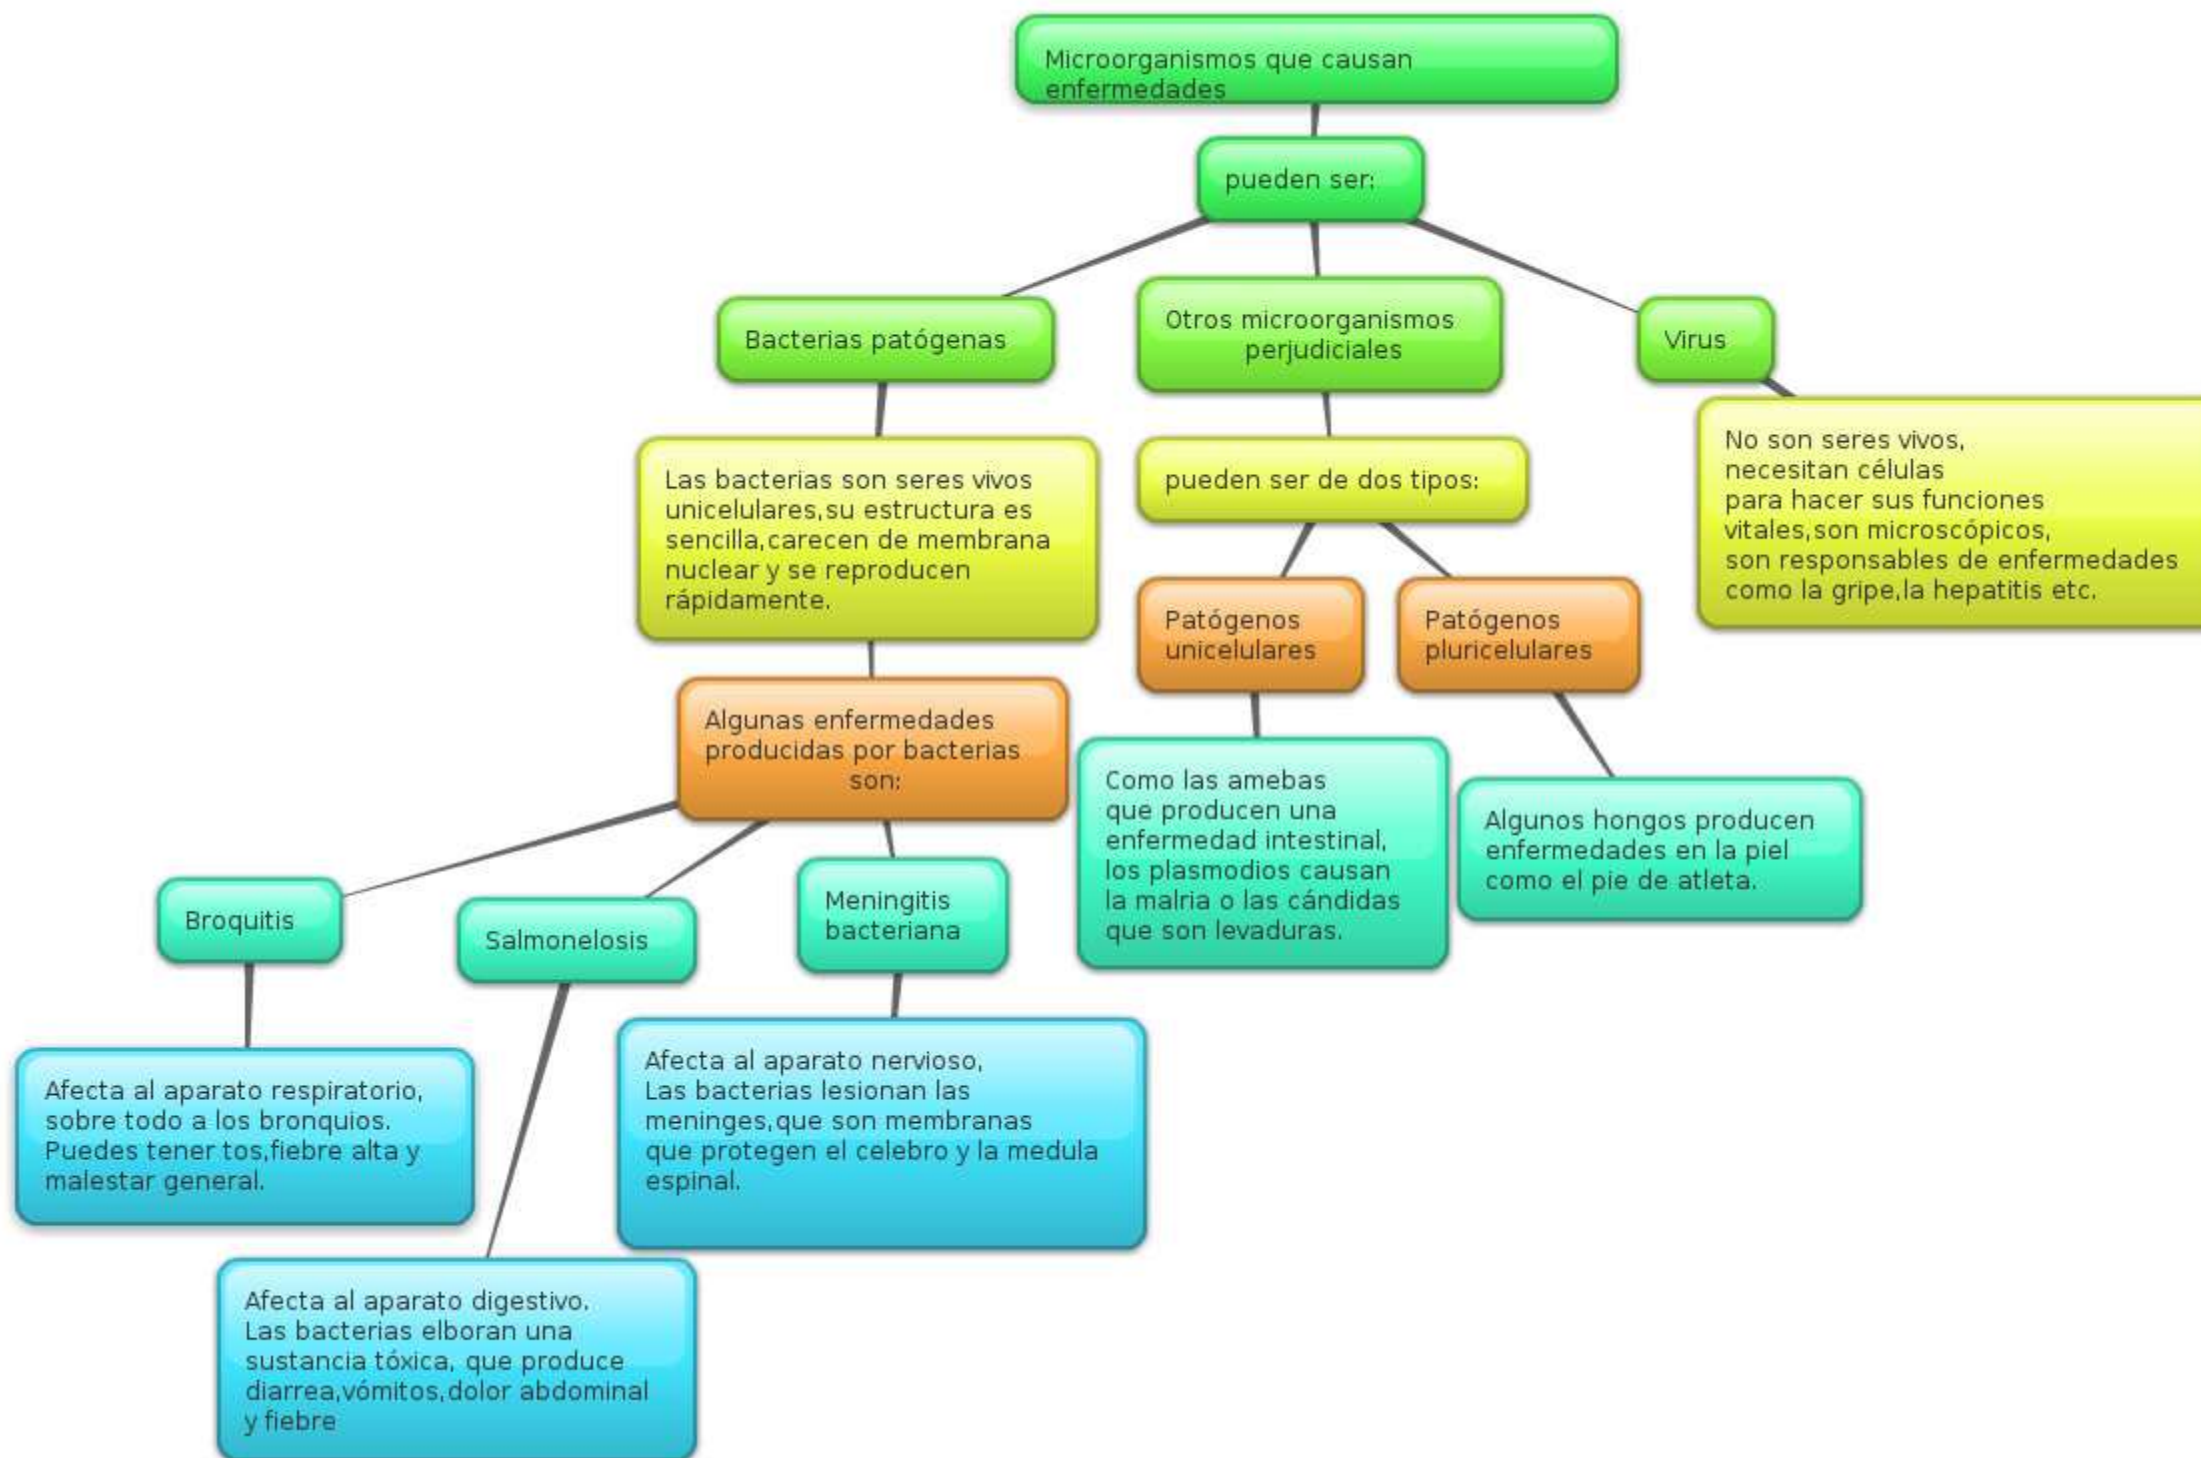 Microorganismos que causan
enfermedades
pueden ser:
Bacterias patógenas
Otros microorganismos
perjudiciales
Virus
Las bacterias son seres vivos
unicelulares,su estructura es
sencilla,carecen de membrana
nuclear y se reproducen
rápidamente.
pueden ser de dos tipos:
No son seres vivos,
necesitan células
para hacer sus funciones
vitales,son microscópicos,
son responsables de enfermedades
como la gripe,la hepatitis etc.
Patógenos
unicelulares
Patógenos
pluricelulares
Algunas enfermedades
producidas por bacterias
son:
Como las amebas
que producen una
enfermedad intestinal,
los plasmodios causan
la malria o las cándidas
que son levaduras.
Algunos hongos producen
enfermedades en la piel
como el pie de atleta.
Broquitis
Salmonelosis
Meningitis
bacteriana
Afecta al aparato respiratorio,
sobre todo a los bronquios.
Puedes tener tos,fiebre alta y
malestar general.
Afecta al aparato nervioso,
Las bacterias lesionan las
meninges,que son membranas
que protegen el celebro y la medula
espinal.
Afecta al aparato digestivo.
Las bacterias elboran una
sustancia tóxica, que produce
diarrea,vómitos,dolor abdominal
y fiebre